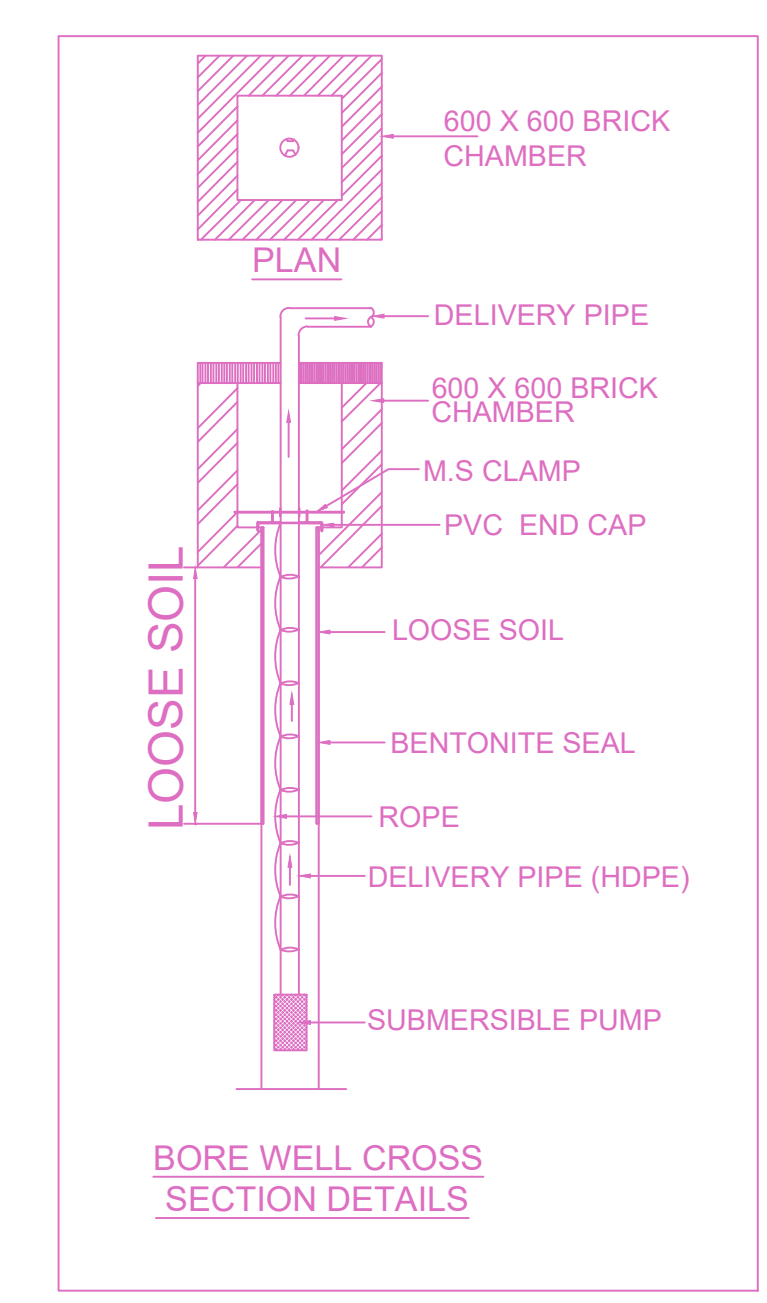 600 X 600 BRICK
CHAMBER
PLAN
DELIVERY PIPE
600 X 600 BRICK
CHAMBER
M.S CLAMP
PVC END CAP
LOOSE SOIL
LOOSE SOIL
BENTONITE SEAL
ROPE
DELIVERY PIPE (HDPE)
SUBMERSIBLE PUMP
BORE WELL CROSS
SECTION DETAILS